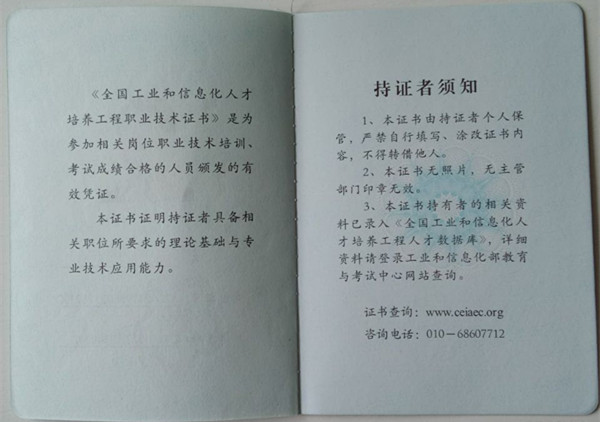 《全国工业和信息化人才
培养工程职业技术证书》是为
参加相关岗位职业技术培训、
考试成绩合格的人员颁发的有
效凭证。
本证书证明持证者具备相
关职位所要求的理论基础与专
业技术应用能力。
持证者须知
1、本证书由持证者个人保
管，严禁自行填写、涂改证书内
容，不得转借他人。
2、本证书无照片，无主管
部门印章无效。
3、本证书持有者的相关资
料已录入《全国工业和信息化人
才培养工程人才数据库》，详细
资料请登录工业和信息化部教育
与考试中心网站查询。
证书查询：www.ceiaec.org
咨询电话：010-68607712